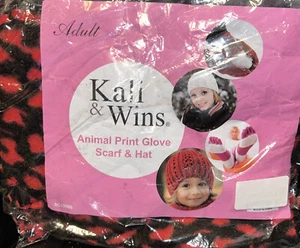 Adult
Kali
& Wins®
Animal Print Glove
Scarf & Hat